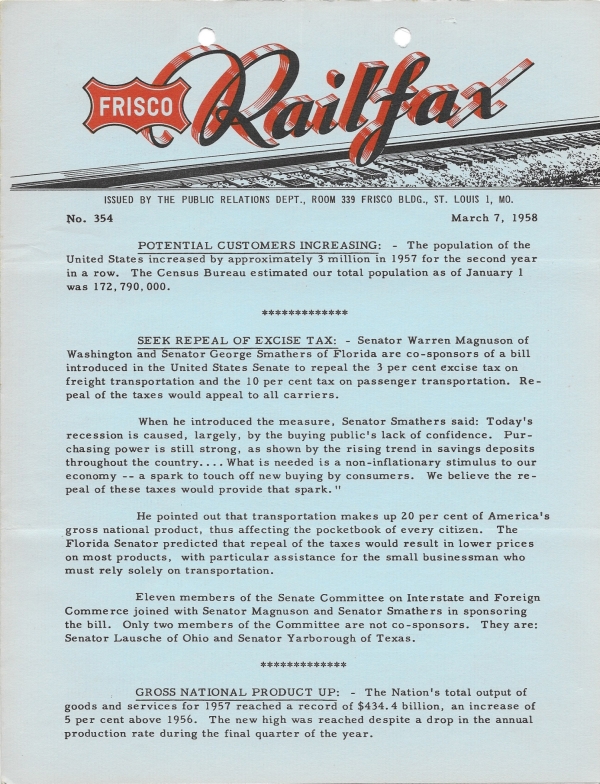 FRISCO Railfax
ISSUED BY THE PUBLIC RELATIONS DEPT., ROOM 339 FRISCO BLDG., ST. LOUIS 1, MO.
No. 354 March 7, 1958
POTENTIAL CUSTOMERS INCREASING: - The population of the
United States increased by approximately 3 million in 1957 for the second year
in a row. The Census Bureau estimated our total population as of January 1
was 172,790,000.
*************
SEEK REPEAL OF EXCISE TAX: - Senator Warren Magnuson of
Washington and Senator George Smathers of Florida are co-sponsors of a bill
introduced in the United States Senate to repeal the 3 per cent excise tax on
freight transportation and the 10 per cent tax on passenger transportation. Re-
peal of the taxes would appeal to all carriers.
When he introduced the measure, Senator Smathers said: Today's
recession is caused, largely, by the buying public's lack of confidence. Pur-
chasing power is still strong, as shown by the rising trend in savings deposits
throughout the country.... What is needed is a non-inflationary stimulus to our
economy -- a spark to touch off new buying by consumers. We believe the re-
peal of these taxes would provide that spark."
He pointed out that transportation makes up 20 per cent of America's
gross national product, thus affecting the pocketbook of every citizen. The
Florida Senator predicted that repeal of the taxes would result in lower prices
on most products, with particular assistance for the small businessman who
must rely solely on transportation.
Eleven members of the Senate Committee on Interstate and Foreign
Commerce joined with Senator Magnuson and Senator Smathers in sponsoring
the bill. Only two members of the Committee are not co-sponsors. They are:
Senator Lausche of Ohio and Senator Yarborough of Texas.
*************
GROSS NATIONAL PRODUCT UP: - The Nation's total output of
goods and services for 1957 reached a record of $434.4 billion, an increase of
5 per cent above 1956. The new high was reached despite a drop in the annual
production rate during the final quarter of the year.